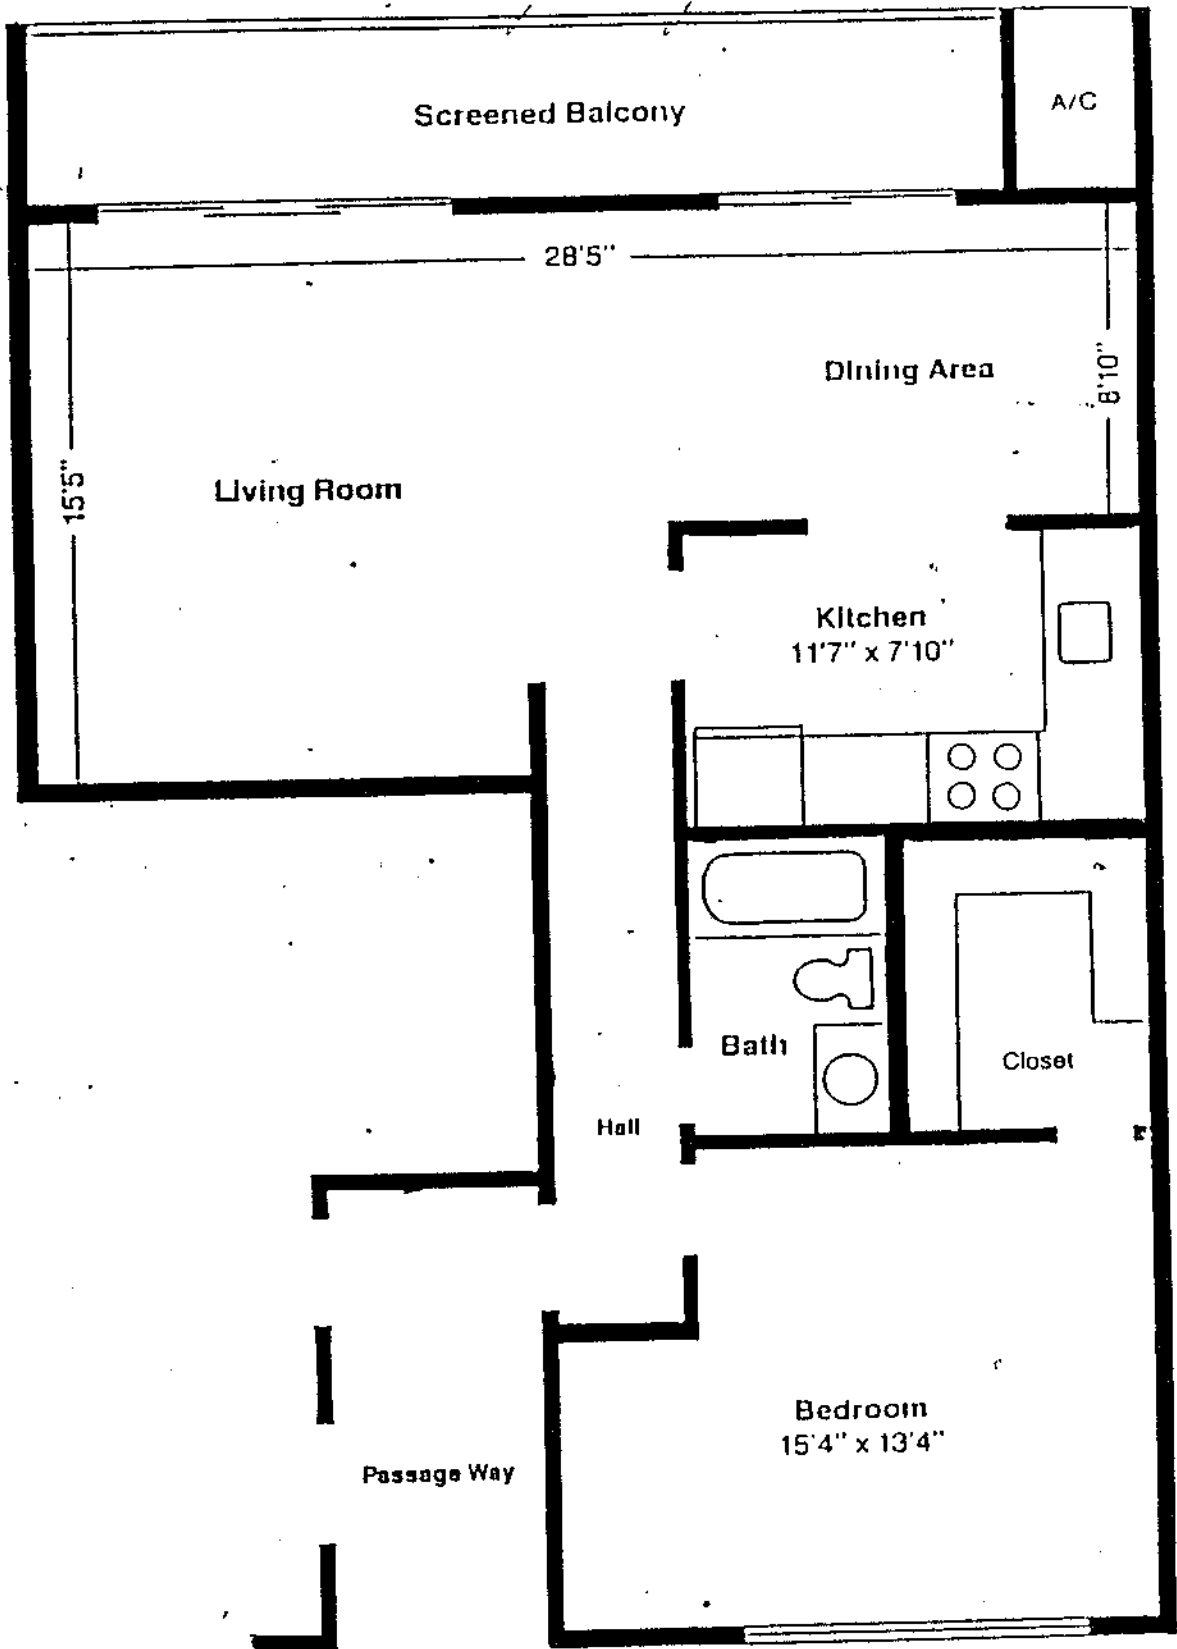 Screened Balcony
A/C
28'5"
Dining Area
8'10"
15'5"
Living Room
Kitchen
11'7" x 7'10"
Bath
Closet
Hall
Bedroom
15'4" x 13'4"
Passage Way